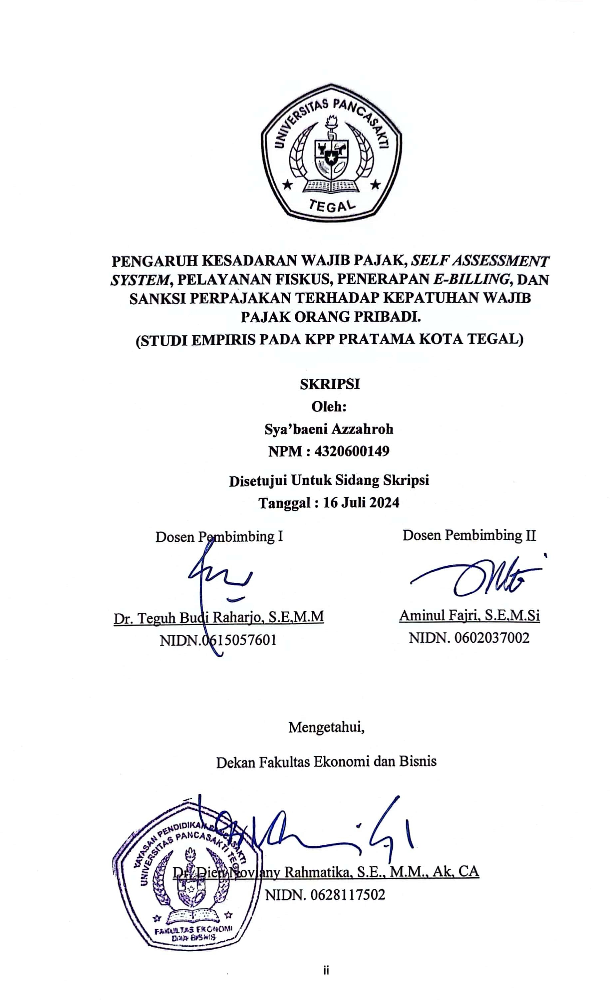 UNIVERSITAS PANCASAKTI
TEGAL
PENGARUH KESADARAN WAJIB PAJAK, SELF ASSESSMENT
SYSTEM, PELAYANAN FISKUS, PENERAPAN E-BILLING, DAN
SANKSI PERPAJAKAN TERHADAP KEPATUHAN WAJIB
PAJAK ORANG PRIBADI.
(STUDI EMPIRIS PADA KPP PRATAMA KOTA TEGAL)
SKRIPSI
Oleh:
Sya’baeni Azzahroh
NPM : 4320600149
Disetujui Untuk Sidang Skripsi
Tanggal : 16 Juli 2024
Dosen Pembimbing I
Dosen Pembimbing II
Dr. Teguh Budi Raharjo, S.E,M.M
Aminul Fajri, S.E,M.Si
NIDN.0615057601
NIDN. 0602037002
Mengetahui,
Dekan Fakultas Ekonomi dan Bisnis
YAYASAN PENDIDIKAN PANCASAKTI
UNIVERSITAS PANCASAKTI TEGAL
Dr. Dien Noviany Rahmatika, S.E., M.M., Ak, CA
NIDN. 0628117502
FAKULTAS EKONOMI
DAN BISNIS
ii